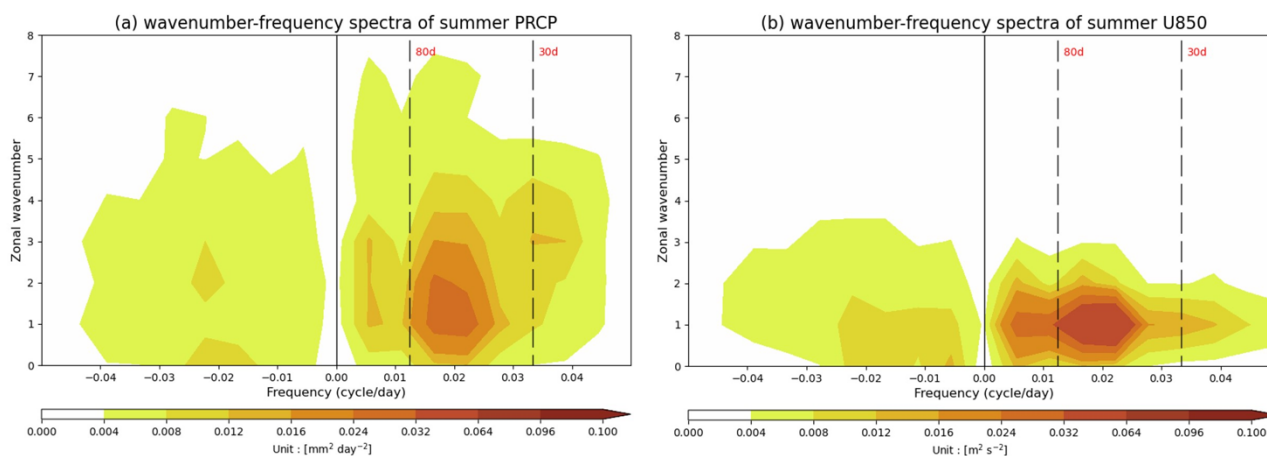 (a) wavenumber-frequency spectra of summer PRCP
80d
30d
8
7
6
5
4
3
2
1
0
Zonal wavenumber
−0.04 −0.03 −0.02 −0.01 0.00 0.01 0.02 0.03 0.04
Frequency (cycle/day)
0.000 0.004 0.008 0.012 0.016 0.024 0.032 0.064 0.096 0.100
Unit : [mm² day⁻²]
(b) wavenumber-frequency spectra of summer U850
80d
30d
8
7
6
5
4
3
2
1
0
Zonal wavenumber
−0.04 −0.03 −0.02 −0.01 0.00 0.01 0.02 0.03 0.04
Frequency (cycle/day)
0.000 0.004 0.008 0.012 0.016 0.024 0.032 0.064 0.096 0.100
Unit : [m² s⁻²]